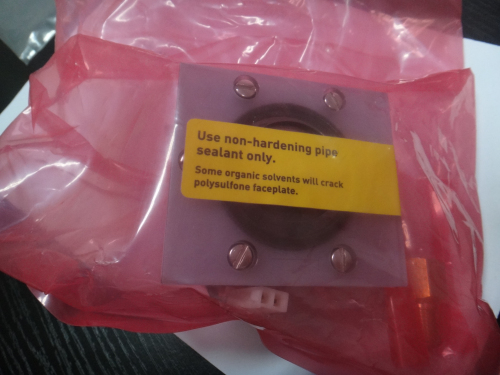 Use non-hardening pipe
sealant only.
Some organic solvents will crack
polysulfone faceplate.